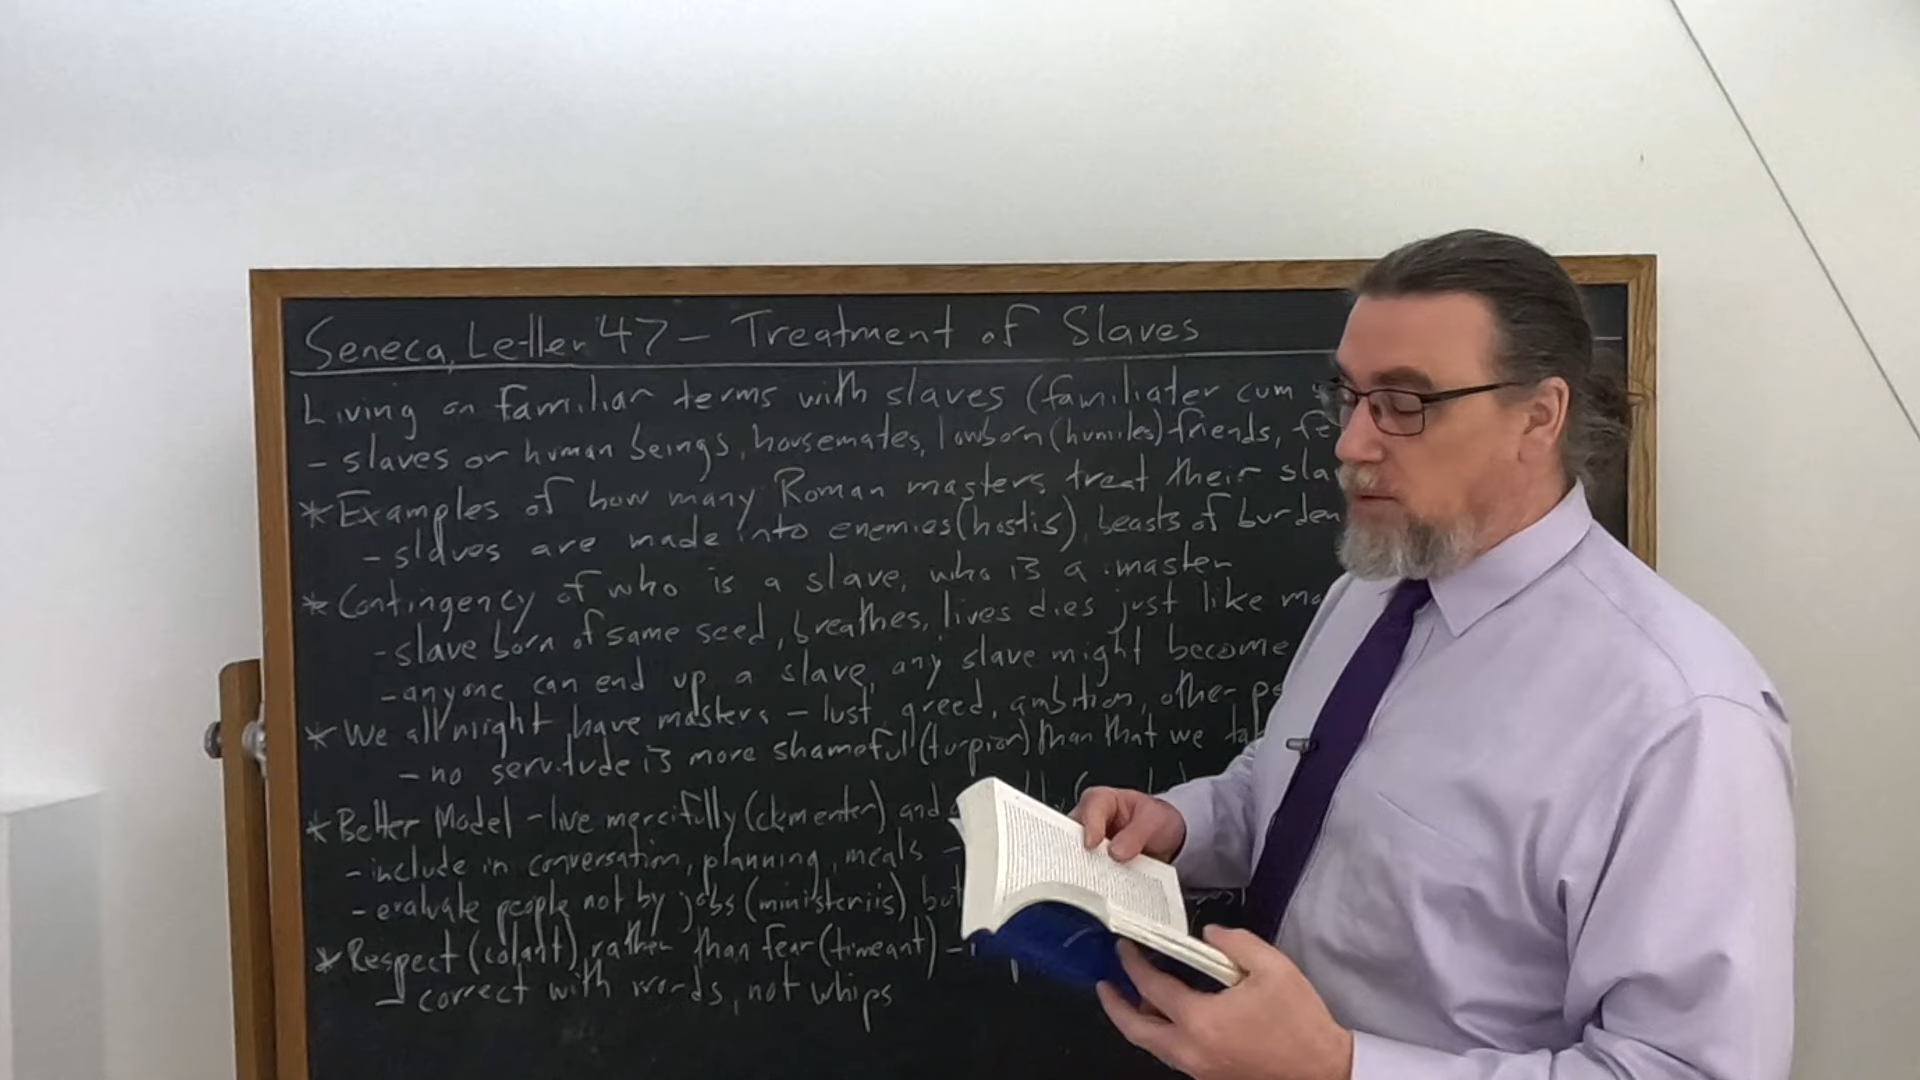 Seneca, Letter 47 - Treatment of Slaves
Living on familiar terms with slaves (familiater cum
- slaves or human beings, housemates, lowborn (humiles) friends, fe
* Examples of how many Roman masters treat their sla
- slaves are made into enemies (hostis), beasts of burden
* Contingency of who is a slave, who is a master
- slave born of same seed, breathes, lives dies just like ma
- anyone can end up a slave, any slave might become
* We all might have masters - lust, greed, ambition, other pe
- no servitude is more shameful (turpior) than that we ta
* Better Model - live mercifully (clementer) and
- include in conversation, planning, meals -
- evaluate people not by jobs (ministeriis) but
* Respect (colant) rather than fear (timeant) -
- correct with words, not whips